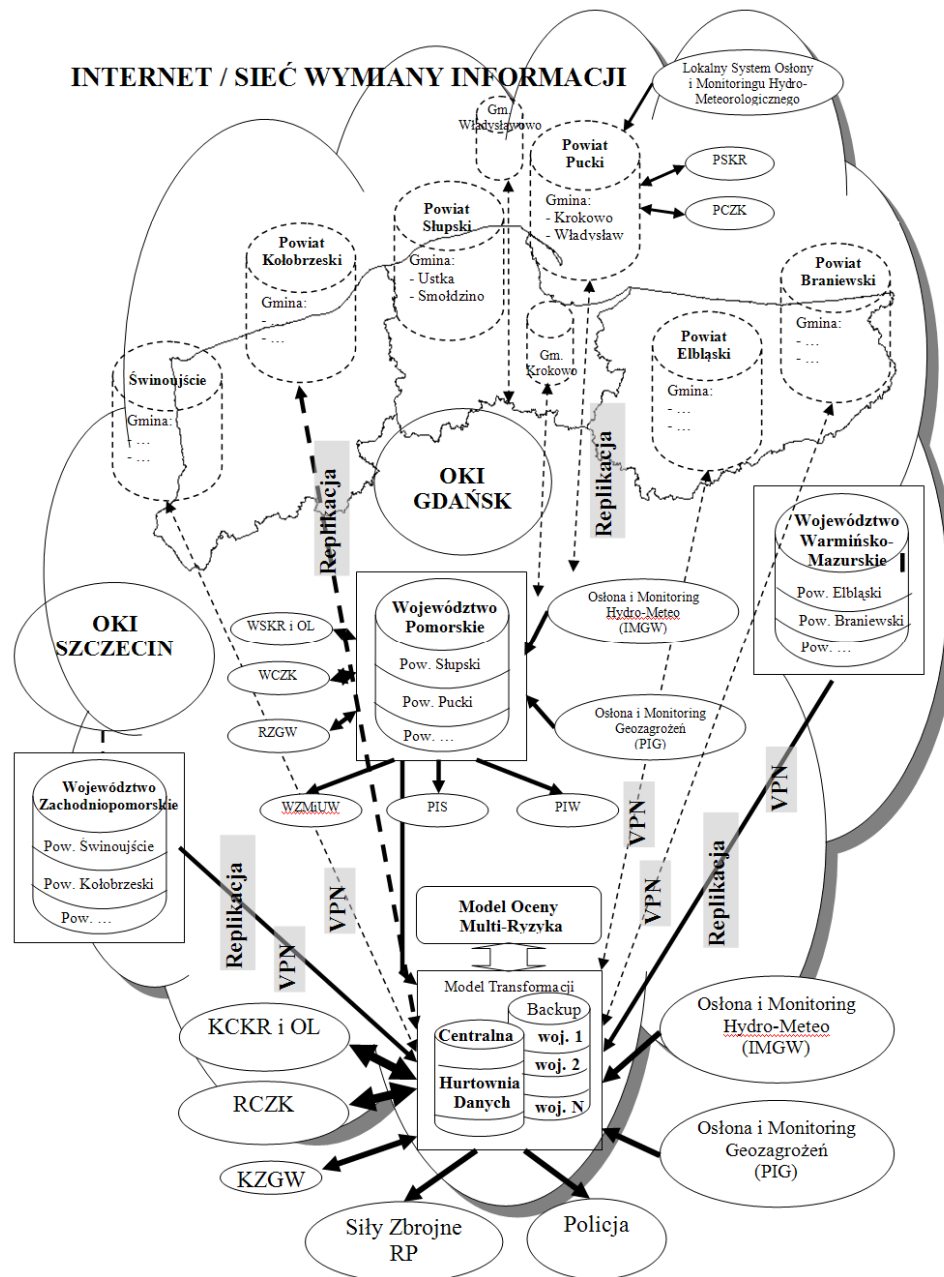 INTERNET / SIEĆ WYMIANY INFORMACJI
Lokalny System Osłony
i Monitoringu Hydro-
Meteorologicznego
Gm.
Władysławowo
Powiat
Pucki
Gmina:
- Krokowo
- Władysław
PSKR
PCZK
Powiat
Słupski
Gmina:
- Ustka
- Smołdzino
Powiat
Kołobrzeski
Gmina:
- ...
- ...
Powiat
Braniewski
Gmina:
- ...
- ...
Gm.
Krokowo
Powiat
Elbląski
Gmina:
- ...
- ...
Świnoujście
Gmina:
- ...
- ...
Replikacja
Replikacja
OKI
GDAŃSK
Województwo
Warmińsko-
Mazurskie
Pow. Elbląski
Pow. Braniewski
Pow. ...
OKI
SZCZECIN
WSKR i OL
WCZK
RZGW
Województwo
Pomorskie
Pow. Słupski
Pow. Pucki
Pow. ...
Osłona i Monitoring
Hydro-Meteo
(IMGW)
Osłona i Monitoring
Geozagrożeń
(PIG)
WZMiUW
PIS
PIW
Województwo
Zachodniopomorskie
Pow. Świnoujście
Pow. Kołobrzeski
Pow. ...
Replikacja
VPN
VPN
VPN
VPN
Replikacja
VPN
Model Oceny
Multi-Ryzyka
Model Transformacji
Backup
woj. 1
woj. 2
woj. N
Centralna
Hurtownia
Danych
KCKR i OL
RCZK
KZGW
Osłona i Monitoring
Hydro-Meteo
(IMGW)
Osłona i Monitoring
Geozagrożeń
(PIG)
Siły Zbrojne
RP
Policja